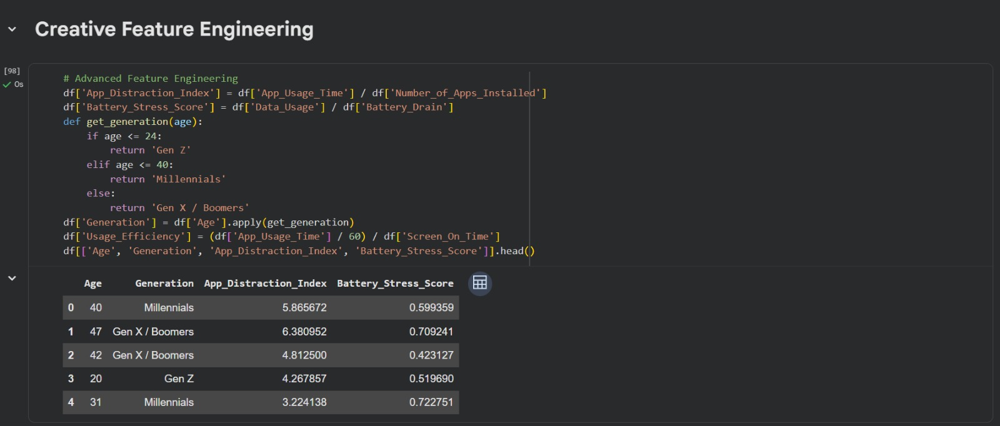 Creative Feature Engineering
[98]
0s
# Advanced Feature Engineering
df['App_Distraction_Index'] = df['App_Usage_Time'] / df['Number_of_Apps_Installed']
df['Battery_Stress_Score'] = df['Data_Usage'] / df['Battery_Drain']
def get_generation(age):
    if age <= 24:
        return 'Gen Z'
    elif age <= 40:
        return 'Millennials'
    else:
        return 'Gen X / Boomers'
df['Generation'] = df['Age'].apply(get_generation)
df['Usage_Efficiency'] = (df['App_Usage_Time'] / 60) / df['Screen_On_Time']
df[['Age', 'Generation', 'App_Distraction_Index', 'Battery_Stress_Score']].head()
Age Generation App_Distraction_Index Battery_Stress_Score
0 40 Millennials 5.865672 0.599359
1 47 Gen X / Boomers 6.380952 0.709241
2 42 Gen X / Boomers 4.812500 0.423127
3 20 Gen Z 4.267857 0.519690
4 31 Millennials 3.224138 0.722751